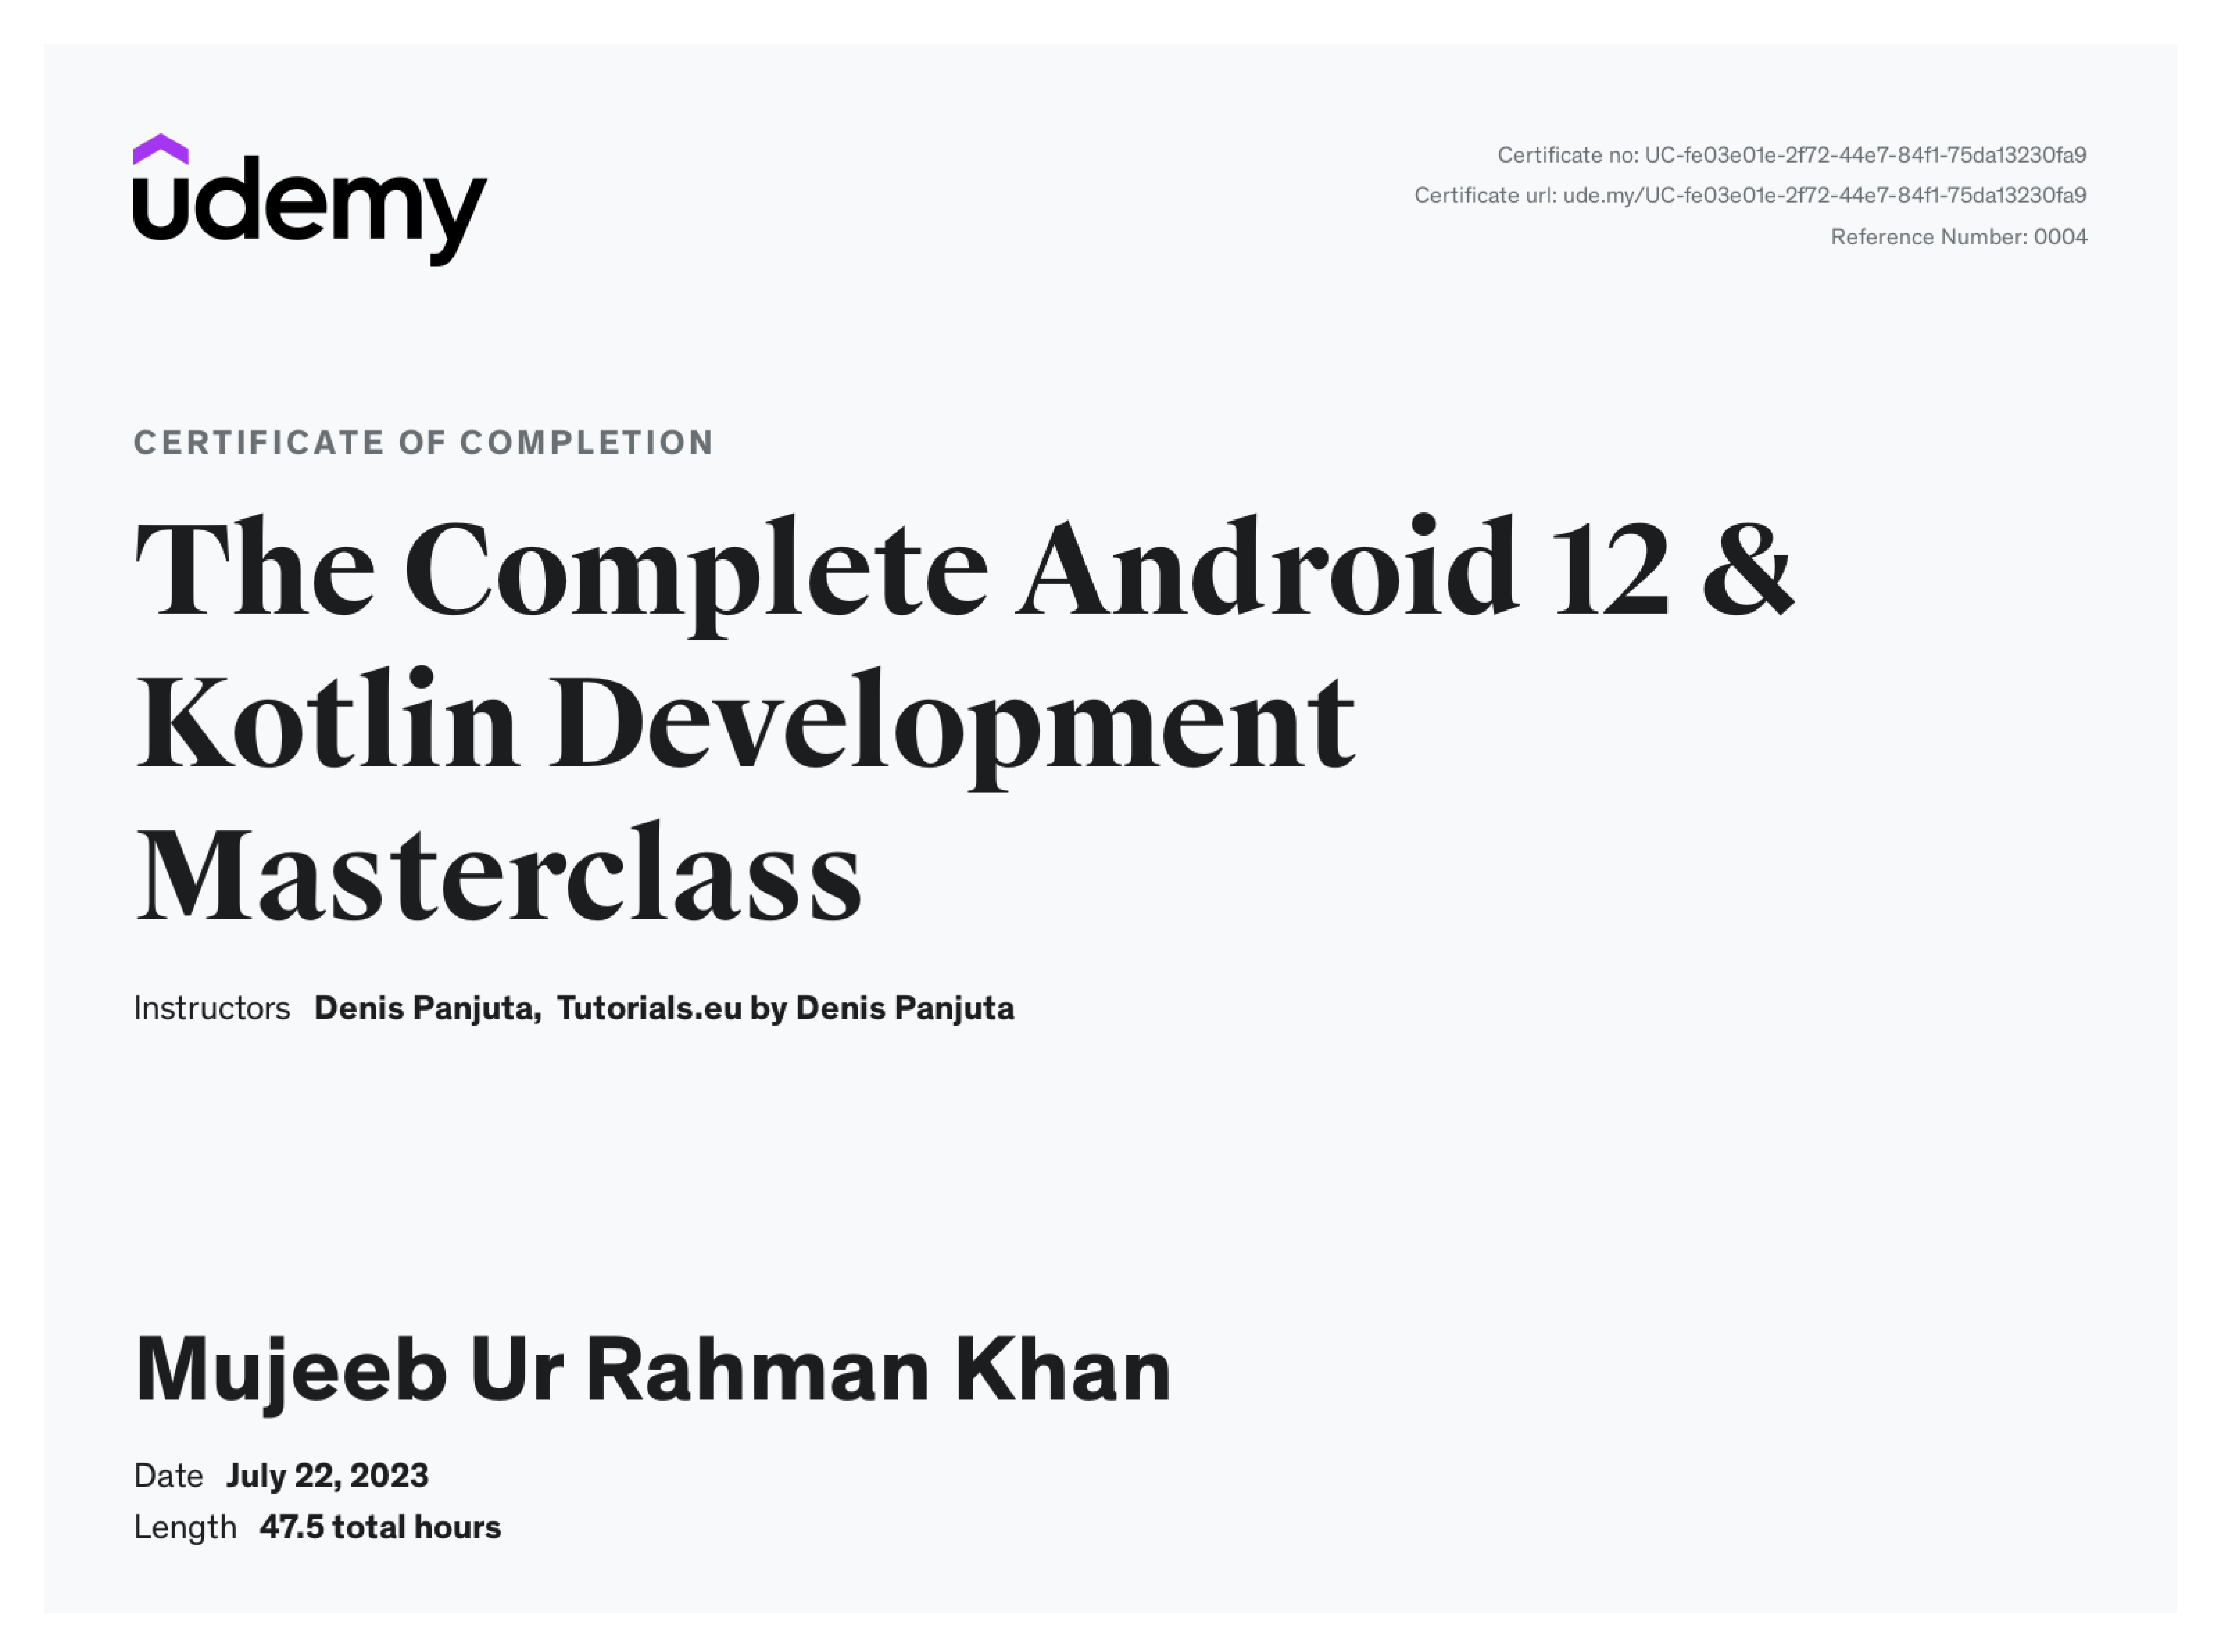 udemy
Certificate no: UC-fe03e01e-2f72-44e7-84f1-75da13230fa9
Certificate url: ude.my/UC-fe03e01e-2f72-44e7-84f1-75da13230fa9
Reference Number: 0004
CERTIFICATE OF COMPLETION
The Complete Android 12 &
Kotlin Development
Masterclass
Instructors Denis Panjuta, Tutorials.eu by Denis Panjuta
Mujeeb Ur Rahman Khan
Date July 22, 2023
Length 47.5 total hours